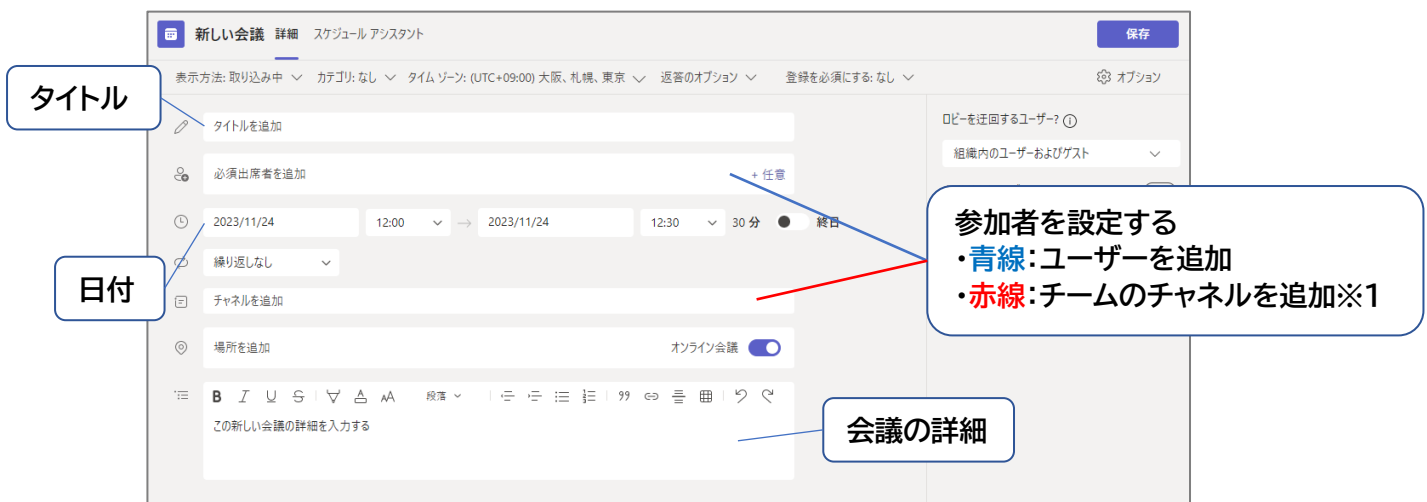 新しい会議 詳細 スケジュール アシスタント 保存
表示方法: 取り込み中 カテゴリ: なし タイム ゾーン: (UTC+09:00) 大阪、札幌、東京 返答のオプション 登録を必須にする: なし オプション
タイトル
タイトルを追加
ロビーを迂回するユーザー?
組織内のユーザーおよびゲスト
必須出席者を追加 + 任意
2023/11/24 12:00 → 2023/11/24 12:30 30 分 終日
参加者を設定する
・青線：ユーザーを追加
・赤線：チームのチャネルを追加※1
日付
繰り返しなし
チャネルを追加
場所を追加 オンライン会議
B I U S A AA 段落 99
この新しい会議の詳細を入力する
会議の詳細